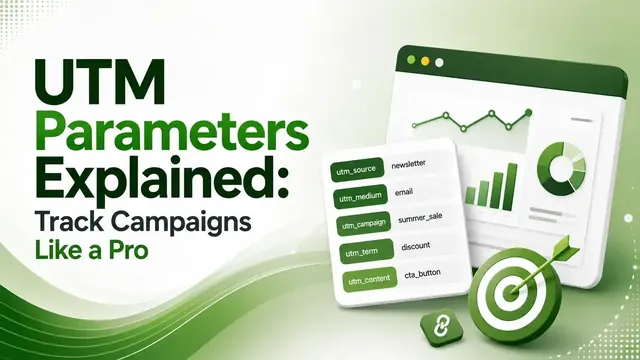 UTM
Parameters
Explained:
Track Campaigns
Like a Pro
utm_source newsletter
utm_medium email
utm_campaign summer_sale
utm_term discount
utm_content cta_button